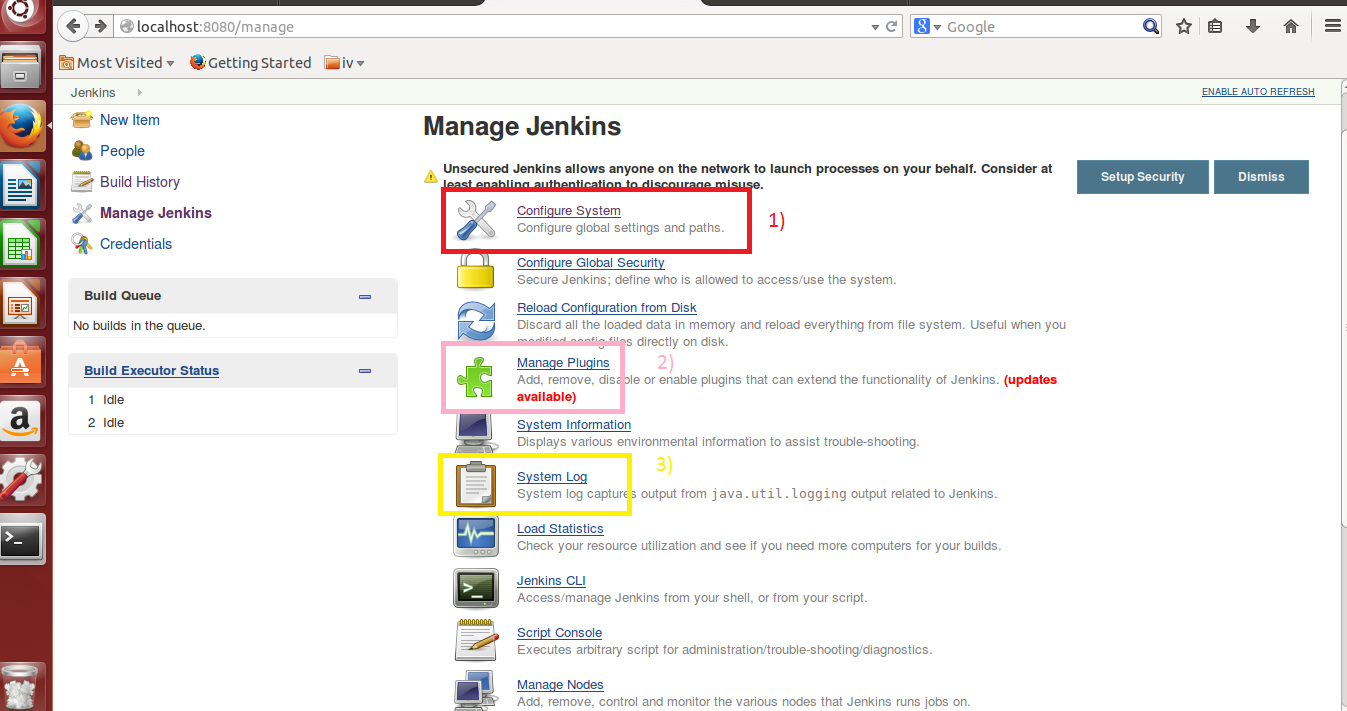 localhost:8080/manage
Google
Most Visited
Getting Started
iv
Jenkins
ENABLE AUTO REFRESH
New Item
People
Build History
Manage Jenkins
Credentials
Build Queue
No builds in the queue.
Build Executor Status
1 Idle
2 Idle
Manage Jenkins
Unsecured Jenkins allows anyone on the network to launch processes on your behalf. Consider at
least enabling authentication to discourage misuse.
Setup Security
Dismiss
Configure System
Configure global settings and paths.
1)
Configure Global Security
Secure Jenkins; define who is allowed to access/use the system.
Reload Configuration from Disk
Discard all the loaded data in memory and reload everything from file system. Useful when you
modified config files directly on disk.
Manage Plugins
2)
Add, remove, disable or enable plugins that can extend the functionality of Jenkins. (updates
available)
System Information
Displays various environmental information to assist trouble-shooting.
3)
System Log
System log captures output from java.util.logging output related to Jenkins.
Load Statistics
Check your resource utilization and see if you need more computers for your builds.
Jenkins CLI
Access/manage Jenkins from your shell, or from your script.
Script Console
Executes arbitrary script for administration/trouble-shooting/diagnostics.
Manage Nodes
Add, remove, control and monitor the various nodes that Jenkins runs jobs on.